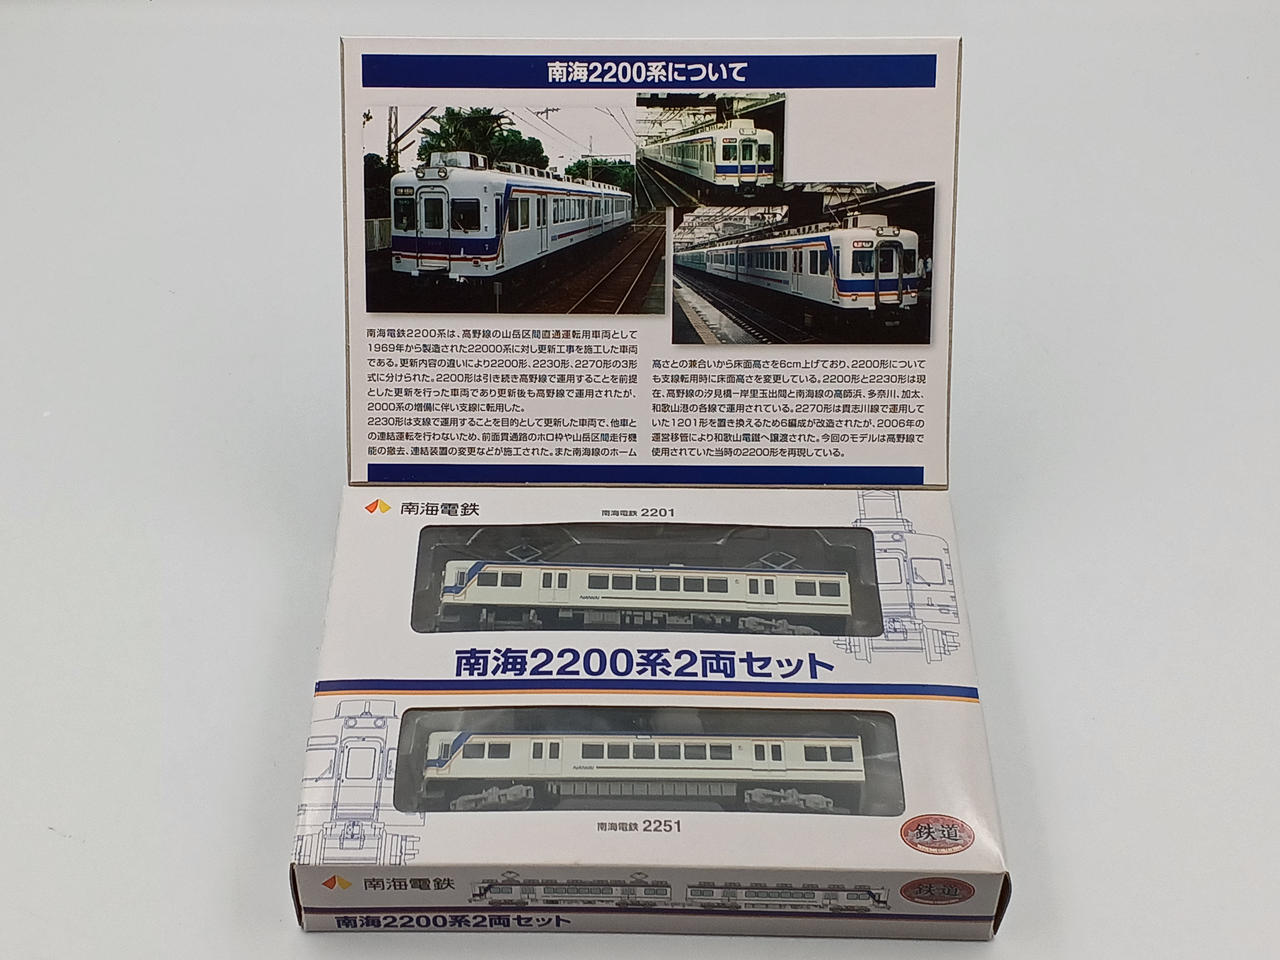 南海2200系について
南海電鉄2200系は、高野線の山岳区間直通運転用車両として
1969年から製造された22000系に対し更新工事を施工した車両
である。更新内容の違いにより2200形、2230形、2270形の3形
式に分けられた。2200形は引き続き高野線で運用することを前提
とした更新を行った車両であり更新後も高野線で運用されたが、
2000系の増備に伴い支線に転用した。
2230形は支線で運用することを目的として更新した車両で、他車と
の連結運転を行わないため、前面貫通路のホロ枠や山岳区間走行機
能の撤去、連結装置の変更などが施工された。また南海線のホーム
高さとの兼合いから床面高さを6cm上げており、2200形について
も支線転用時に床面高さを変更している。2200形と2230形は現
在、高野線の汐見橋ー岸里玉出間と南海線の高師浜、多奈川、加太、
和歌山港の各線で運用されている。2270形は貴志川線で運用して
いた1201形を置き換えるため6編成が改造されたが、2006年の
運営移管により和歌山電鐵へ譲渡された。今回のモデルは高野線で
使用されていた当時の2200形を再現している。
南海電鉄
南海電鉄 2201
NANKAI
南海2200系2両セット
NANKAI
南海電鉄 2251
鉄道
南海電鉄
鉄道
南海2200系2両セット